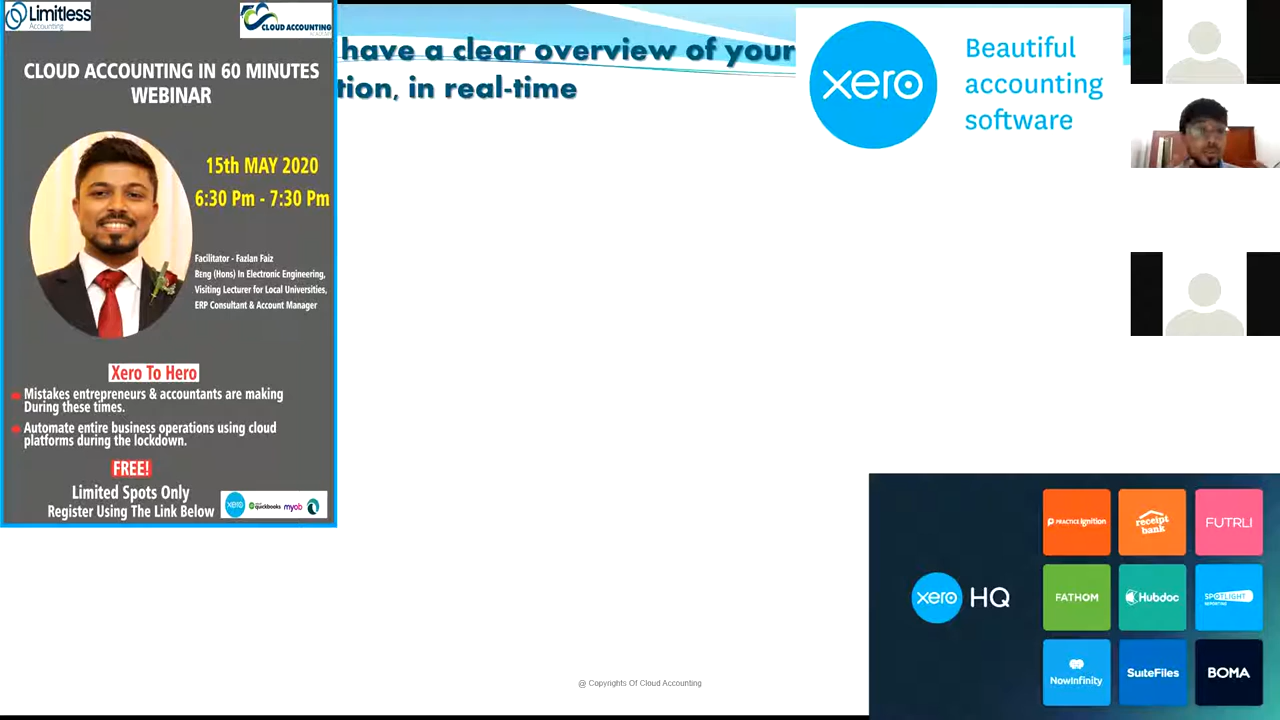 Limitless
Accounting
CLOUD ACCOUNTING
ACADEMY
CLOUD ACCOUNTING IN 60 MINUTES
WEBINAR
15th MAY 2020
6:30 Pm - 7:30 Pm
Facilitator - Fazlan Faiz
Beng (Hons) In Electronic Engineering,
Visiting Lecturer for Local Universities,
ERP Consultant & Account Manager
Xero To Hero
Mistakes entrepreneurs & accountants are making
During these times.
Automate entire business operations using cloud
platforms during the lockdown.
FREE!
Limited Spots Only
Register Using The Link Below
xero
quickbooks
myob
have a clear overview of your
tion, in real-time
xero
Beautiful
accounting
software
xero HQ
PRACTICE ignition
receipt
bank
FUTRLI
FATHOM
Hubdoc
SPOTLIGHT
REPORTING
NowInfinity
SuiteFiles
BOMA
@ Copyrights Of Cloud Accounting